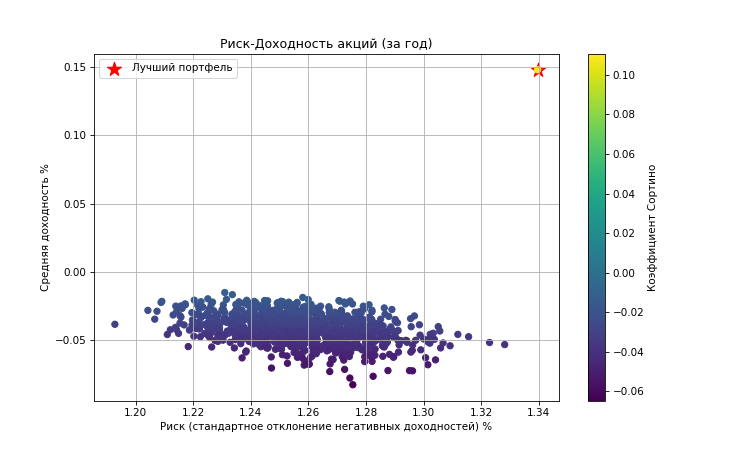 Риск-Доходность акций (за год)
Лучший портфель
0.15
0.10
0.05
0.00
−0.05
Средняя доходность %
1.20 1.22 1.24 1.26 1.28 1.30 1.32 1.34
Риск (стандартное отклонение негативных доходностей) %
0.10
0.08
0.06
0.04
0.02
0.00
−0.02
−0.04
−0.06
Коэффициент Сортино